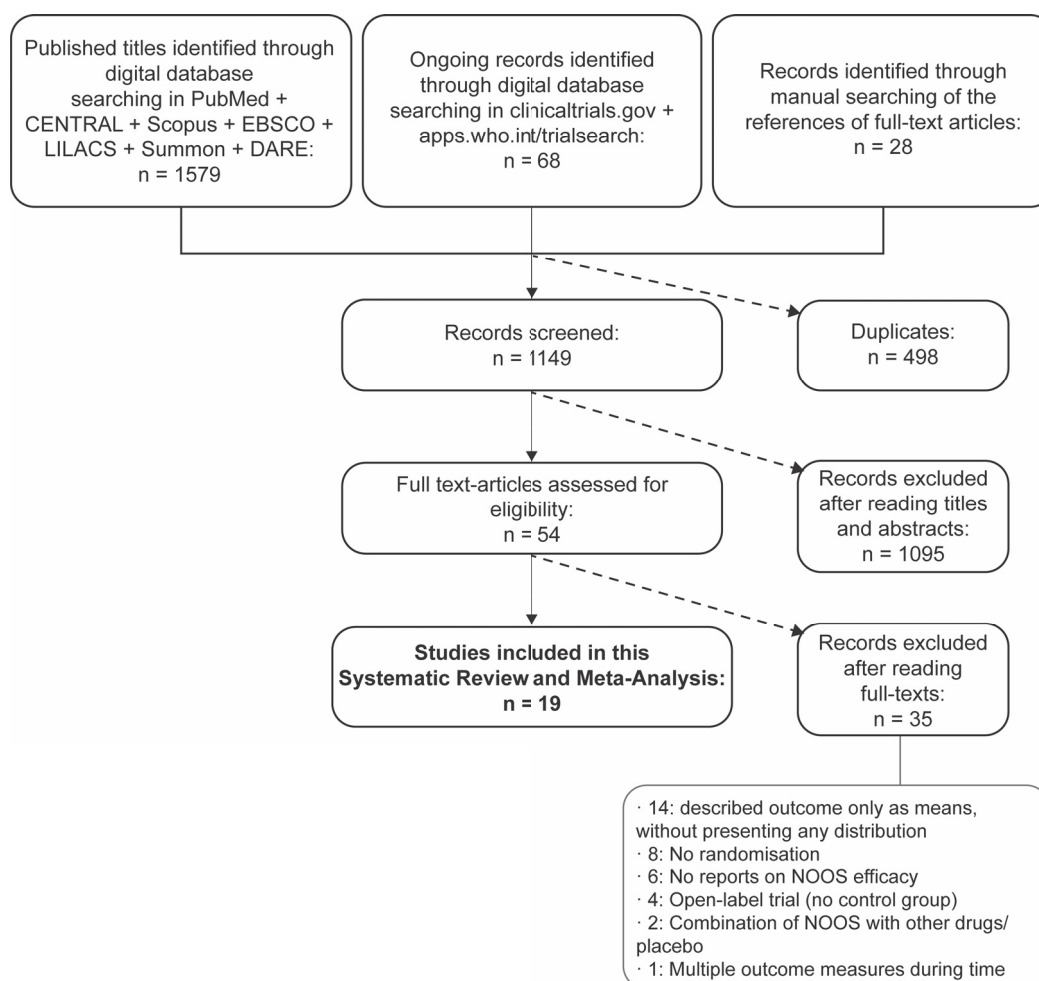 Published titles identified through
digital database
searching in PubMed +
CENTRAL + Scopus + EBSCO +
LILACS + Summon + DARE:
n = 1579
Ongoing records identified
through digital database
searching in clinicaltrials.gov +
apps.who.int/trialsearch:
n = 68
Records identified through
manual searching of the
references of full-text articles:
n = 28
Records screened:
n = 1149
Duplicates:
n = 498
Full text-articles assessed for
eligibility:
n = 54
Records excluded
after reading titles
and abstracts:
n = 1095
Studies included in this
Systematic Review and Meta-Analysis:
n = 19
Records excluded
after reading
full-texts:
n = 35
· 14: described outcome only as means,
without presenting any distribution
· 8: No randomisation
· 6: No reports on NOOS efficacy
· 4: Open-label trial (no control group)
· 2: Combination of NOOS with other drugs/
placebo
· 1: Multiple outcome measures during time